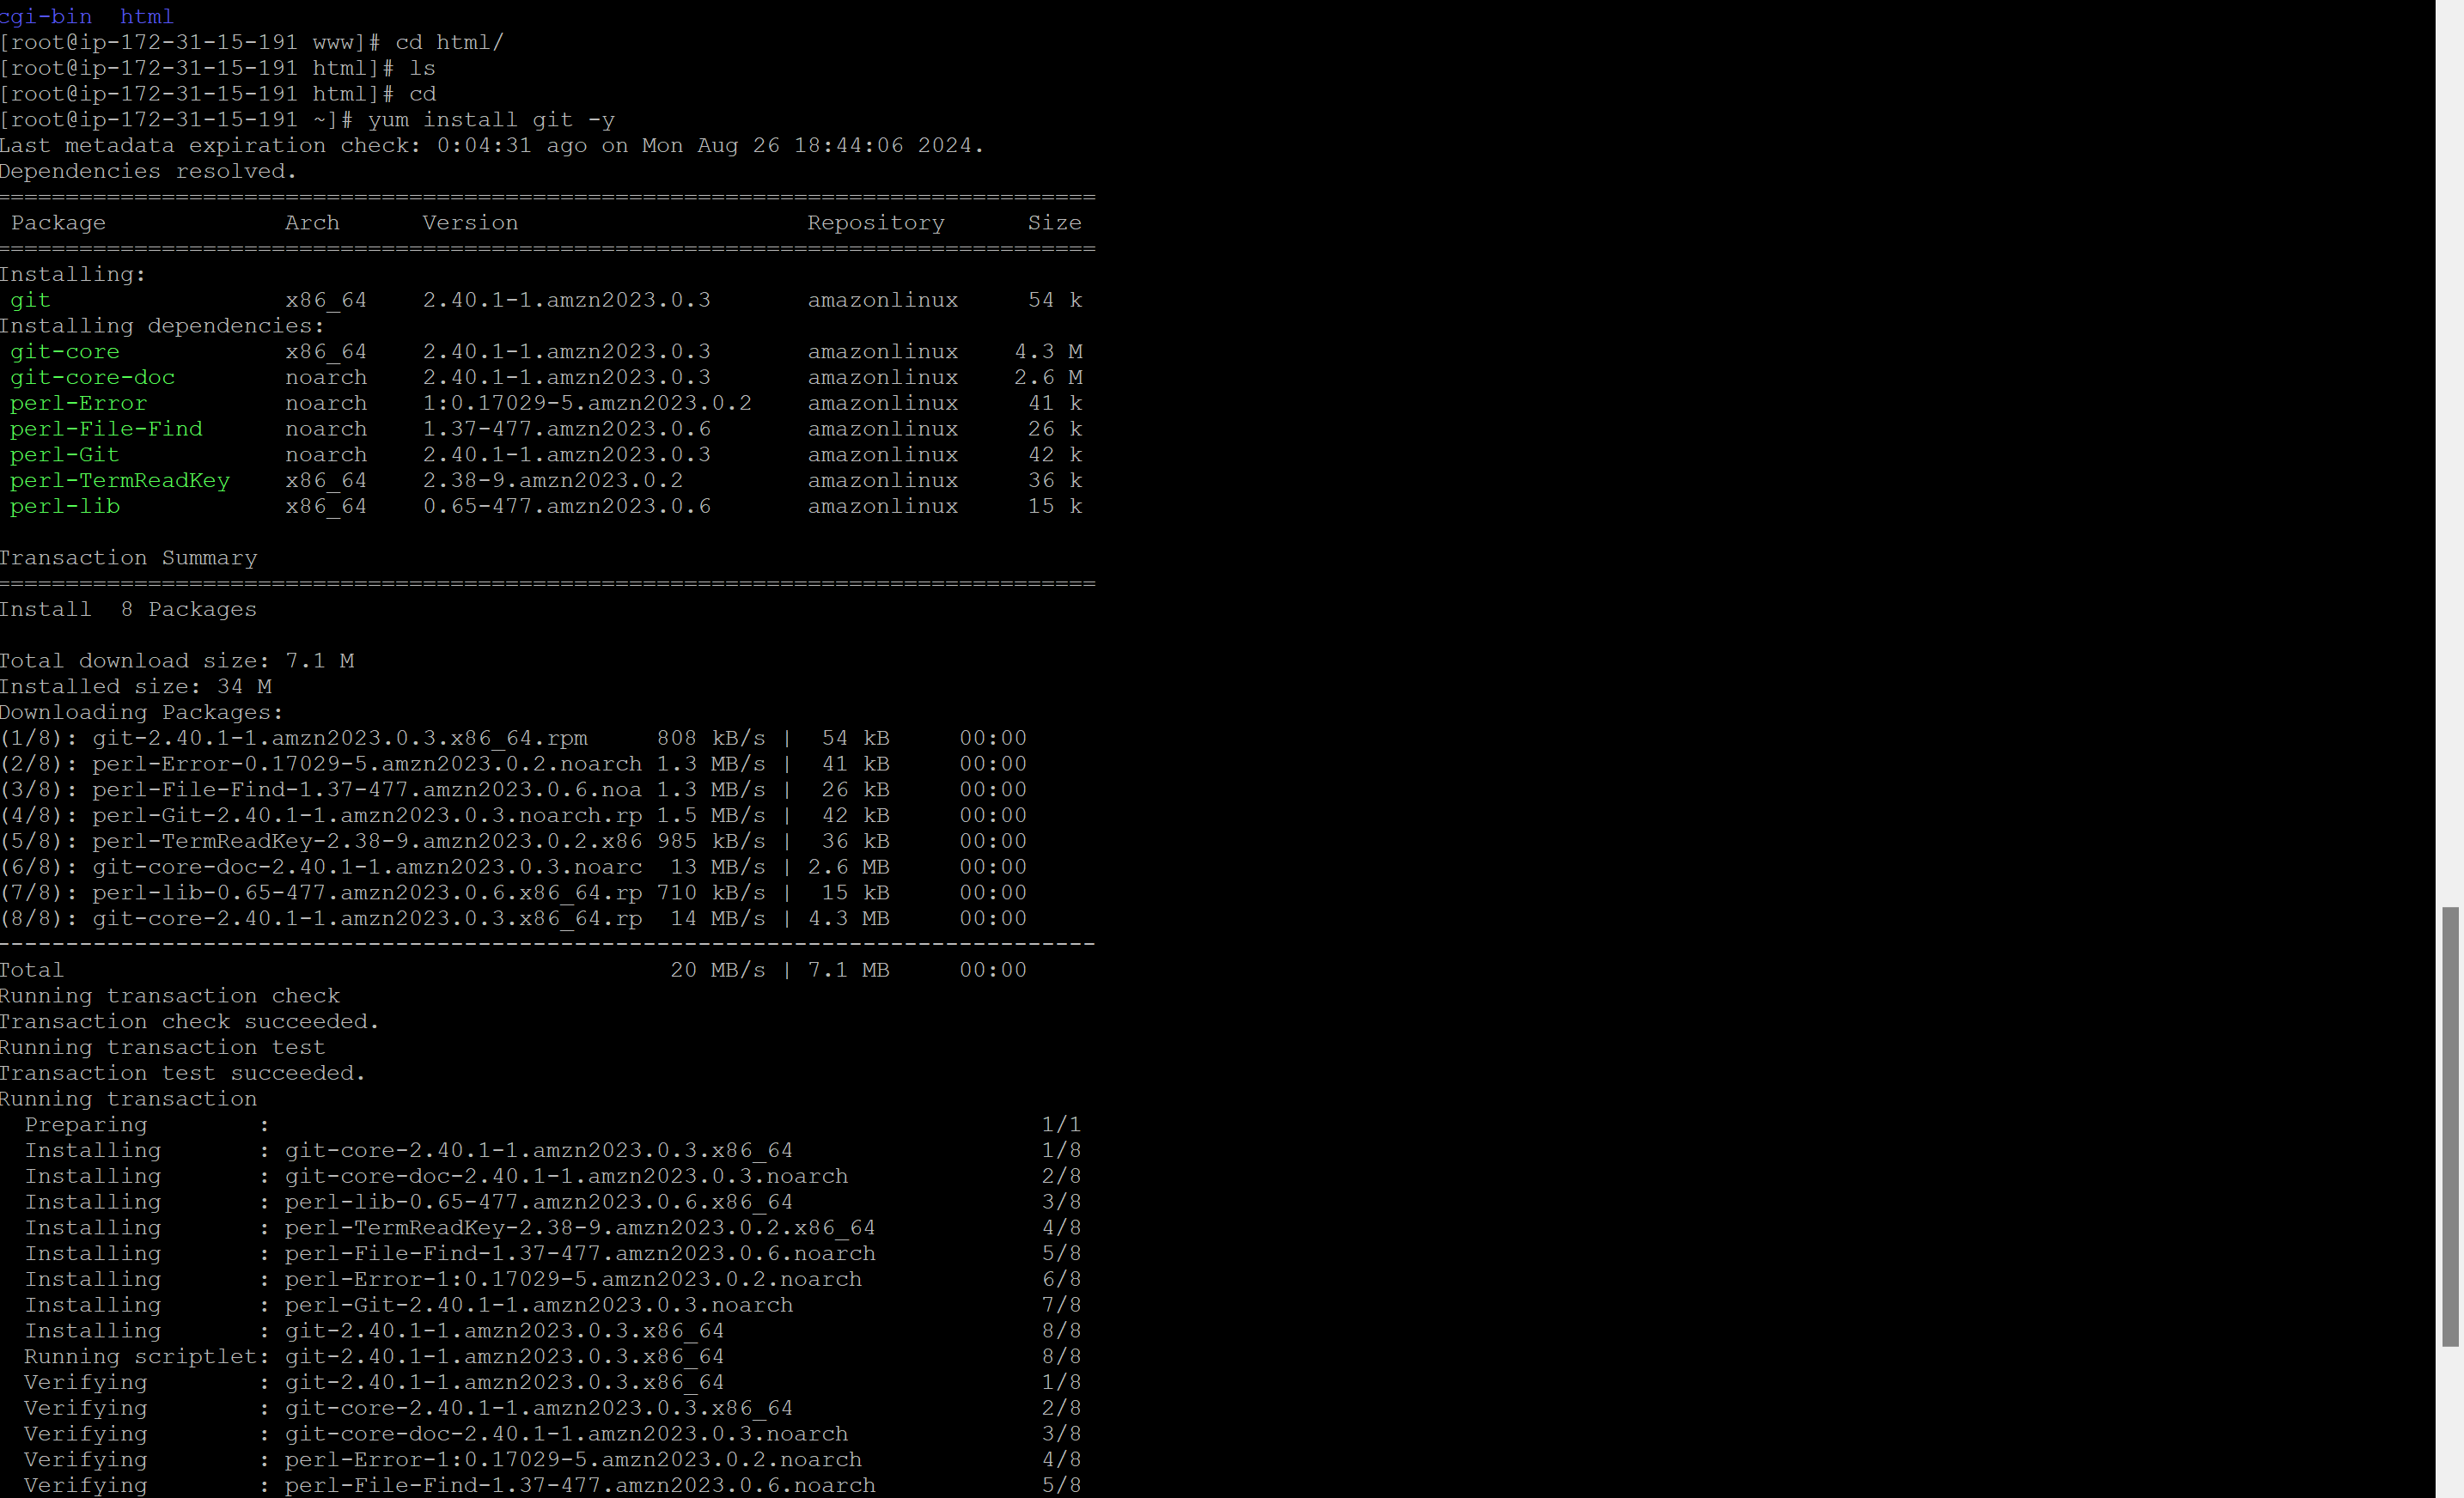 cgi-bin  html
[root@ip-172-31-15-191 www]# cd html/
[root@ip-172-31-15-191 html]# ls
[root@ip-172-31-15-191 html]# cd
[root@ip-172-31-15-191 ~]# yum install git -y
Last metadata expiration check: 0:04:31 ago on Mon Aug 26 18:44:06 2024.
Dependencies resolved.
================================================================================
 Package             Arch      Version                     Repository      Size
================================================================================
Installing:
 git                 x86_64    2.40.1-1.amzn2023.0.3       amazonlinux     54 k
Installing dependencies:
 git-core            x86_64    2.40.1-1.amzn2023.0.3       amazonlinux    4.3 M
 git-core-doc        noarch    2.40.1-1.amzn2023.0.3       amazonlinux    2.6 M
 perl-Error          noarch    1:0.17029-5.amzn2023.0.2    amazonlinux     41 k
 perl-File-Find      noarch    1.37-477.amzn2023.0.6       amazonlinux     26 k
 perl-Git            noarch    2.40.1-1.amzn2023.0.3       amazonlinux     42 k
 perl-TermReadKey    x86_64    2.38-9.amzn2023.0.2         amazonlinux     36 k
 perl-lib            x86_64    0.65-477.amzn2023.0.6       amazonlinux     15 k

Transaction Summary
================================================================================
Install  8 Packages

Total download size: 7.1 M
Installed size: 34 M
Downloading Packages:
(1/8): git-2.40.1-1.amzn2023.0.3.x86_64.rpm     808 kB/s |  54 kB     00:00
(2/8): perl-Error-0.17029-5.amzn2023.0.2.noarch 1.3 MB/s |  41 kB     00:00
(3/8): perl-File-Find-1.37-477.amzn2023.0.6.noa 1.3 MB/s |  26 kB     00:00
(4/8): perl-Git-2.40.1-1.amzn2023.0.3.noarch.rp 1.5 MB/s |  42 kB     00:00
(5/8): perl-TermReadKey-2.38-9.amzn2023.0.2.x86 985 kB/s |  36 kB     00:00
(6/8): git-core-doc-2.40.1-1.amzn2023.0.3.noarc  13 MB/s | 2.6 MB     00:00
(7/8): perl-lib-0.65-477.amzn2023.0.6.x86_64.rp 710 kB/s |  15 kB     00:00
(8/8): git-core-2.40.1-1.amzn2023.0.3.x86_64.rp  14 MB/s | 4.3 MB     00:00
--------------------------------------------------------------------------------
Total                                            20 MB/s | 7.1 MB     00:00
Running transaction check
Transaction check succeeded.
Running transaction test
Transaction test succeeded.
Running transaction
  Preparing        :                                                        1/1
  Installing       : git-core-2.40.1-1.amzn2023.0.3.x86_64                  1/8
  Installing       : git-core-doc-2.40.1-1.amzn2023.0.3.noarch              2/8
  Installing       : perl-lib-0.65-477.amzn2023.0.6.x86_64                  3/8
  Installing       : perl-TermReadKey-2.38-9.amzn2023.0.2.x86_64            4/8
  Installing       : perl-File-Find-1.37-477.amzn2023.0.6.noarch            5/8
  Installing       : perl-Error-1:0.17029-5.amzn2023.0.2.noarch             6/8
  Installing       : perl-Git-2.40.1-1.amzn2023.0.3.noarch                  7/8
  Installing       : git-2.40.1-1.amzn2023.0.3.x86_64                       8/8
  Running scriptlet: git-2.40.1-1.amzn2023.0.3.x86_64                       8/8
  Verifying        : git-2.40.1-1.amzn2023.0.3.x86_64                       1/8
  Verifying        : git-core-2.40.1-1.amzn2023.0.3.x86_64                  2/8
  Verifying        : git-core-doc-2.40.1-1.amzn2023.0.3.noarch              3/8
  Verifying        : perl-Error-1:0.17029-5.amzn2023.0.2.noarch             4/8
  Verifying        : perl-File-Find-1.37-477.amzn2023.0.6.noarch            5/8